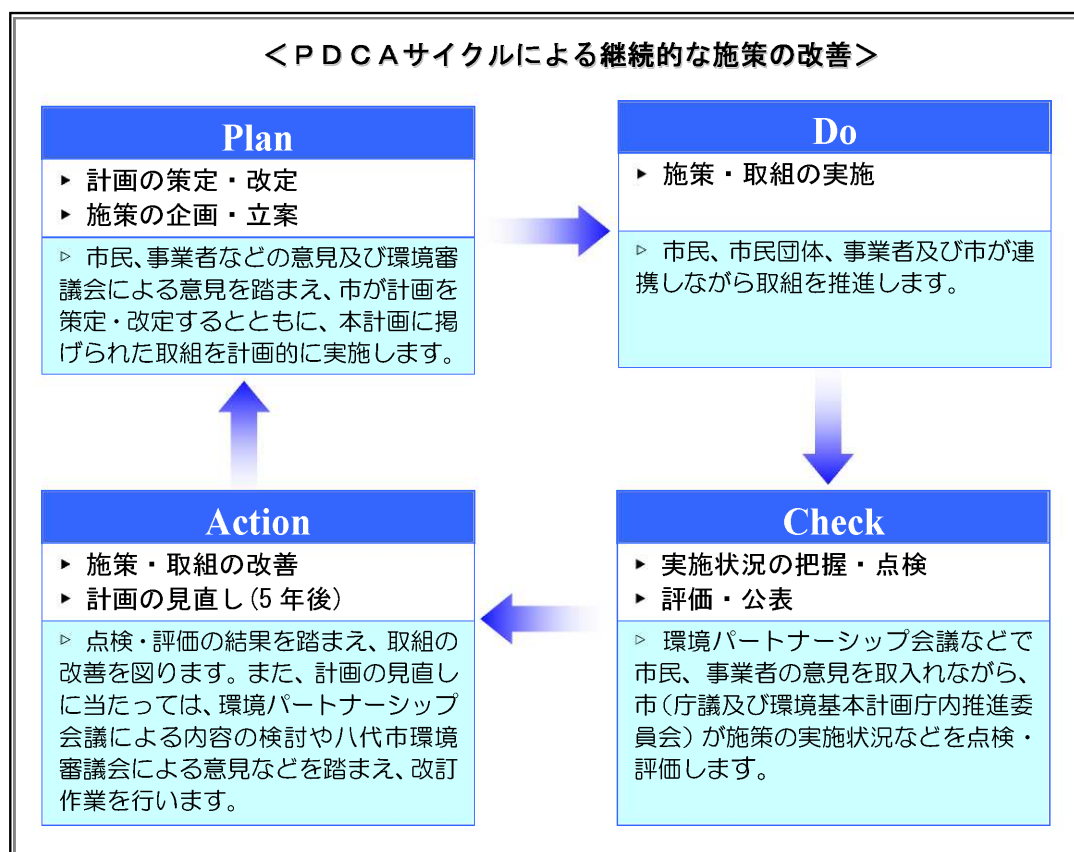 ＜ＰＤＣＡサイクルによる継続的な施策の改善＞
Plan
▸ 計画の策定・改定
▸ 施策の企画・立案
▹ 市民、事業者などの意見及び環境審
議会による意見を踏まえ、市が計画を
策定・改定するとともに、本計画に掲
げられた取組を計画的に実施します。
Do
▸ 施策・取組の実施
▹ 市民、市民団体、事業者及び市が連
携しながら取組を推進します。
Action
▸ 施策・取組の改善
▸ 計画の見直し(5年後)
▹ 点検・評価の結果を踏まえ、取組の
改善を図ります。また、計画の見直し
に当たっては、環境パートナーシップ
会議による内容の検討や八代市環境
審議会による意見などを踏まえ、改訂
作業を行います。
Check
▸ 実施状況の把握・点検
▸ 評価・公表
▹ 環境パートナーシップ会議などで
市民、事業者の意見を取入れながら、
市(庁議及び環境基本計画庁内推進委
員会)が施策の実施状況などを点検・
評価します。